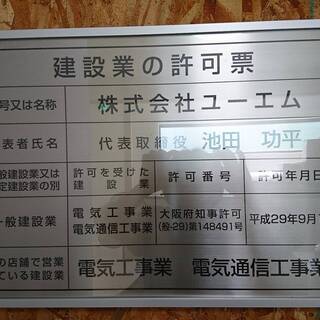 建設業の許可票
号又は名称 株式会社ユーエム
表者氏名 代表取締役 池田 功平
般建設業又は
定建設業の別 許可を受けた
建設業 許可番号 許可年月日
一般建設業 電気工事業
電気通信工事業 大阪府知事許可
(般-29)第148491号 平成29年9月
の店舗で営業
ている建設業 電気工事業 電気通信工事業